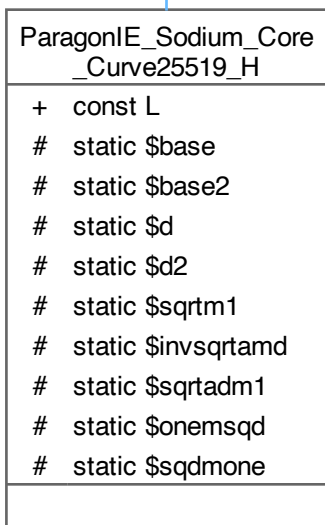 ParagonIE_Sodium_Core
_Curve25519_H
+ const L
# static $base
# static $base2
# static $d
# static $d2
# static $sqrtm1
# static $invsqrtamd
# static $sqrtadm1
# static $onemsqd
# static $sqdmone